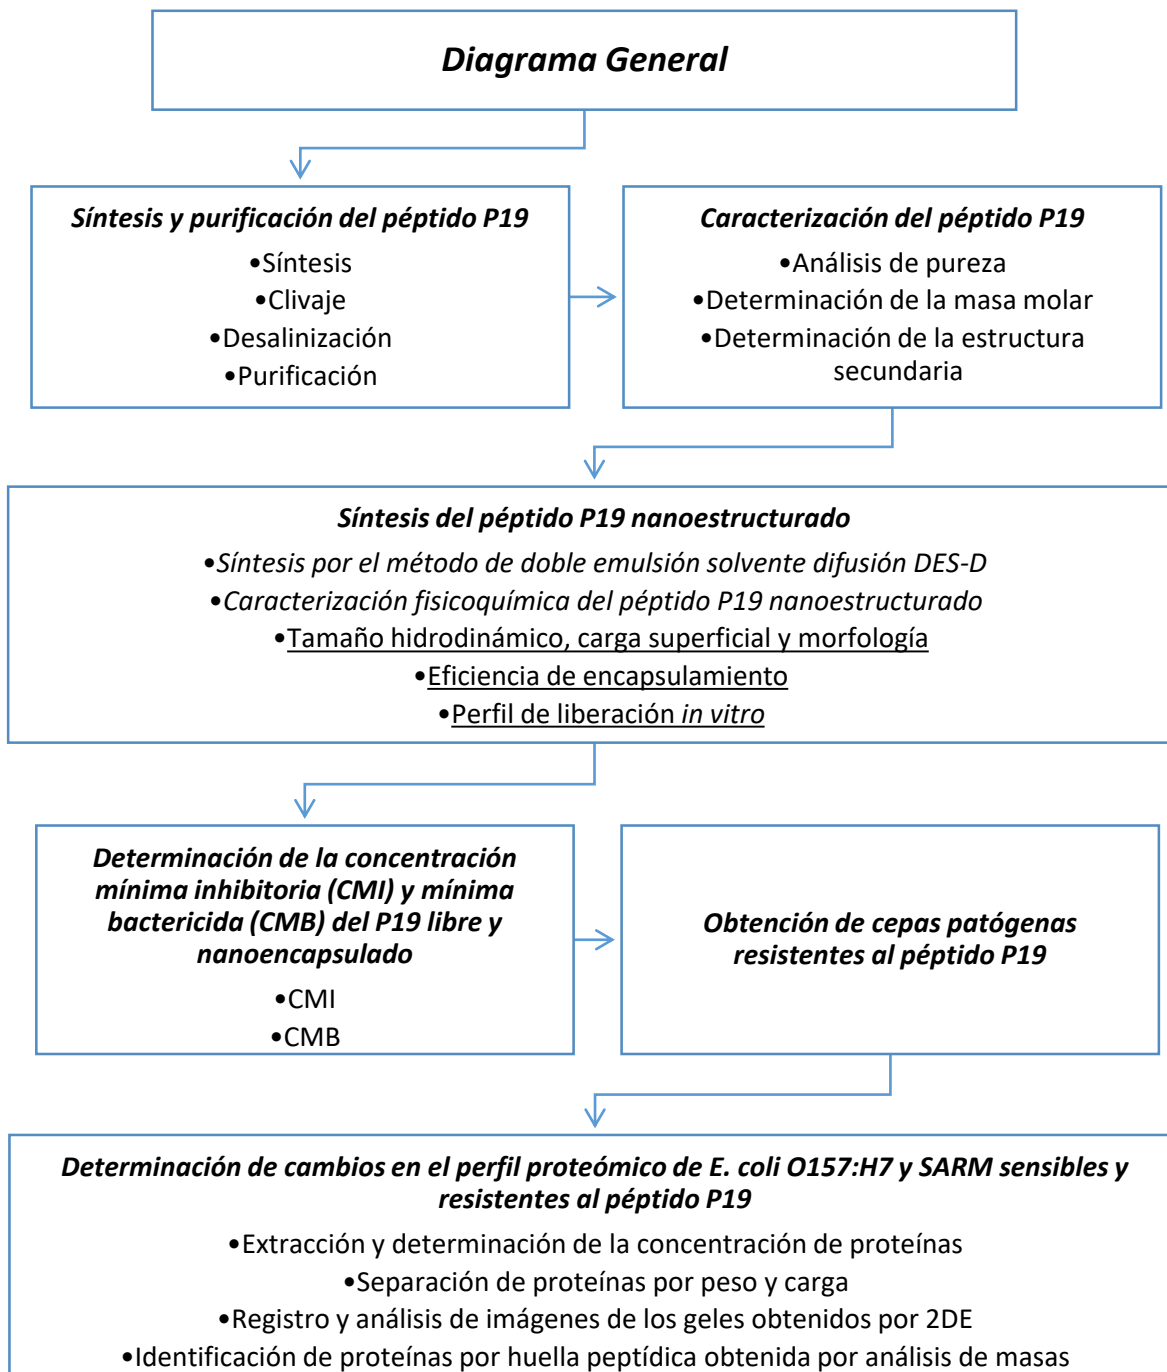 Diagrama General
Síntesis y purificación del péptido P19
•Síntesis
•Clivaje
•Desalinización
•Purificación
Caracterización del péptido P19
•Análisis de pureza
•Determinación de la masa molar
•Determinación de la estructura
secundaria
Síntesis del péptido P19 nanoestructurado
•Síntesis por el método de doble emulsión solvente difusión DES-D
•Caracterización fisicoquímica del péptido P19 nanoestructurado
•Tamaño hidrodinámico, carga superficial y morfología
•Eficiencia de encapsulamiento
•Perfil de liberación in vitro
Determinación de la concentración
mínima inhibitoria (CMI) y mínima
bactericida (CMB) del P19 libre y
nanoencapsulado
•CMI
•CMB
Obtención de cepas patógenas
resistentes al péptido P19
Determinación de cambios en el perfil proteómico de E. coli O157:H7 y SARM sensibles y
resistentes al péptido P19
•Extracción y determinación de la concentración de proteínas
•Separación de proteínas por peso y carga
•Registro y análisis de imágenes de los geles obtenidos por 2DE
•Identificación de proteínas por huella peptídica obtenida por análisis de masas